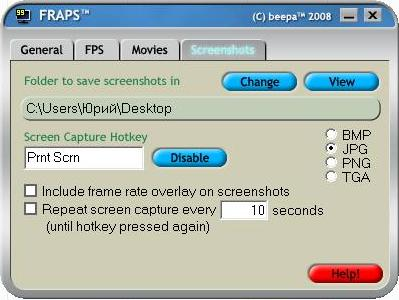 99
FRAPS™ (C) beepa™ 2008
General FPS Movies Screenshots
Folder to save screenshots in Change View
C:\Users\Юрий\Desktop
Screen Capture Hotkey
Prnt Scrn Disable
BMP
JPG
PNG
TGA
Include frame rate overlay on screenshots
Repeat screen capture every 10 seconds
(until hotkey pressed again)
Help!